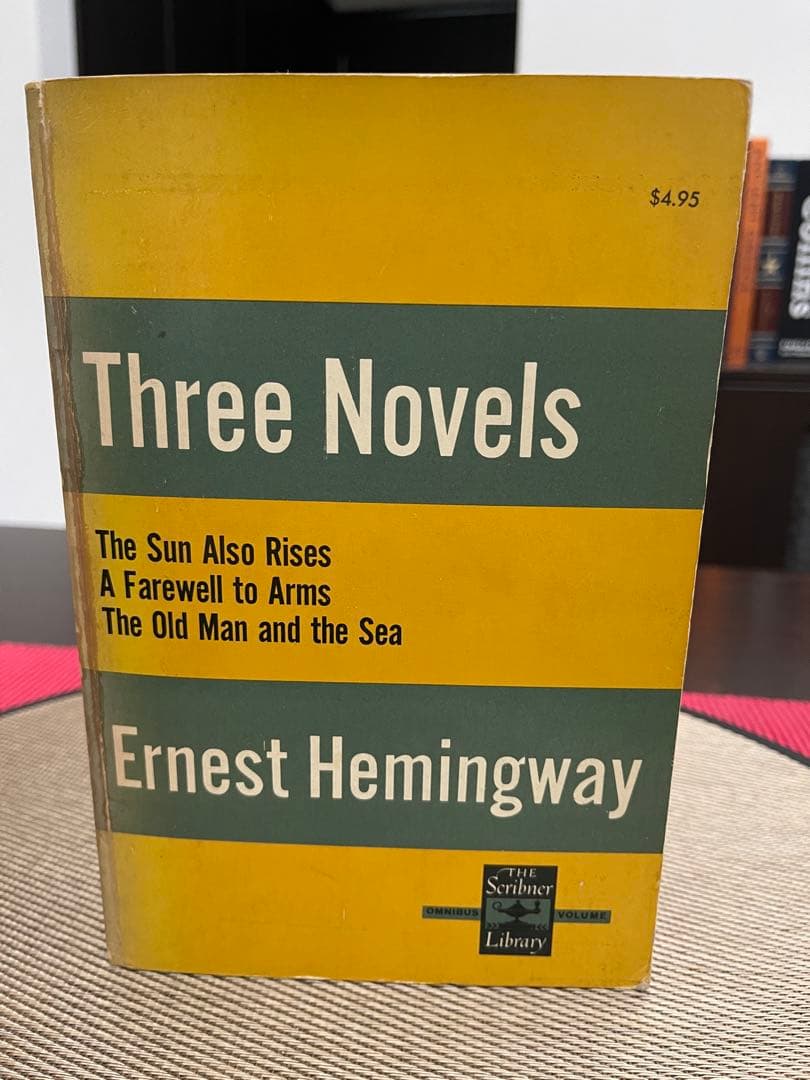 $4.95
Three Novels
The Sun Also Rises
A Farewell to Arms
The Old Man and the Sea
Ernest Hemingway
THE
Scribner
OMNIBUS VOLUME
Library